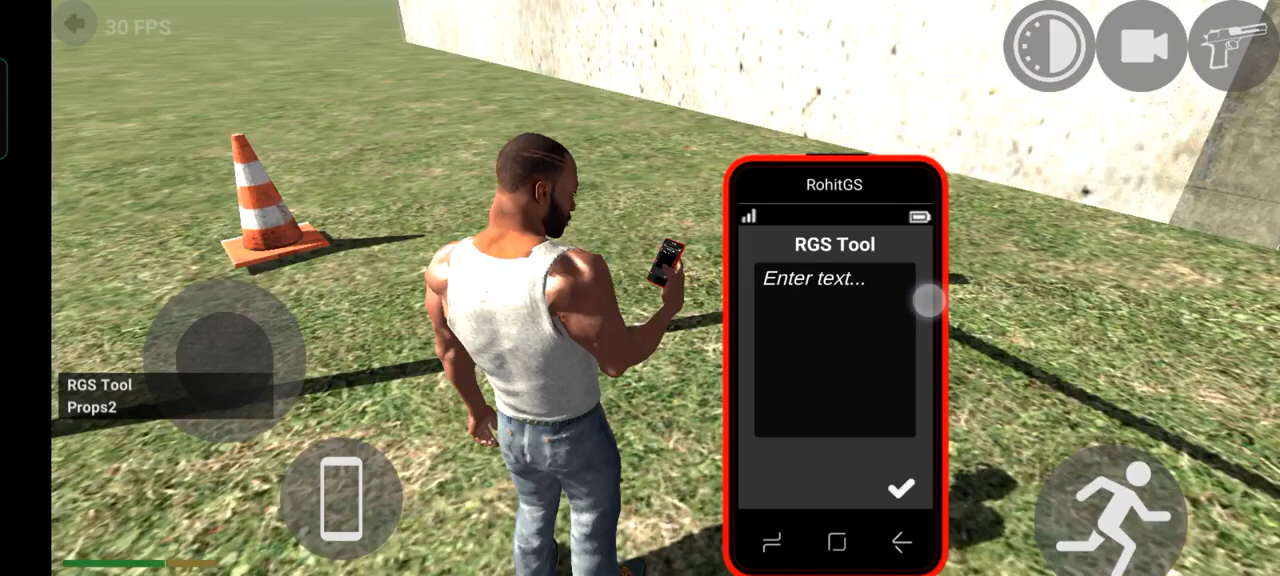 30 FPS
RohitGS
RGS Tool
Enter text...
RGS Tool
Props2